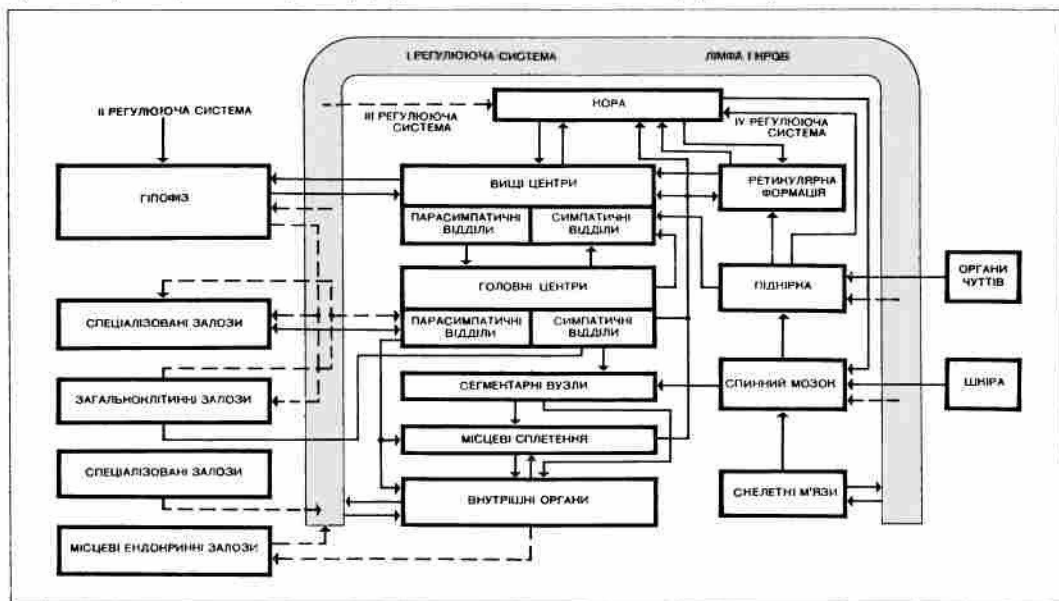 I РЕГУЛЮЮЧА СИСТЕМА
ЛІМФА І КРОВ
II РЕГУЛЮЮЧА СИСТЕМА
III РЕГУЛЮЮЧА
СИСТЕМА
КОРА
IV РЕГУЛЮЮЧА
СИСТЕМА
ГІПОФІЗ
ВИЩІ ЦЕНТРИ
ПАРАСИМПАТИЧНІ
ВІДДІЛИ
СИМПАТИЧНІ
ВІДДІЛИ
РЕТИКУЛЯРНА
ФОРМАЦІЯ
ГОЛОВНІ ЦЕНТРИ
ПАРАСИМПАТИЧНІ
ВІДДІЛИ
СИМПАТИЧНІ
ВІДДІЛИ
ПІДКІРКА
ОРГАНИ
ЧУТТІВ
СПЕЦІАЛІЗОВАНІ ЗАЛОЗИ
СЕГМЕНТАРНІ ВУЗЛИ
СПИННИЙ МОЗОК
ШКІРА
ЗАГАЛЬНОКЛІТИННІ ЗАЛОЗИ
МІСЦЕВІ СПЛЕТЕННЯ
СПЕЦІАЛІЗОВАНІ ЗАЛОЗИ
ВНУТРІШНІ ОРГАНИ
СКЕЛЕТНІ М'ЯЗИ
МІСЦЕВІ ЕНДОКРИННІ ЗАЛОЗИ